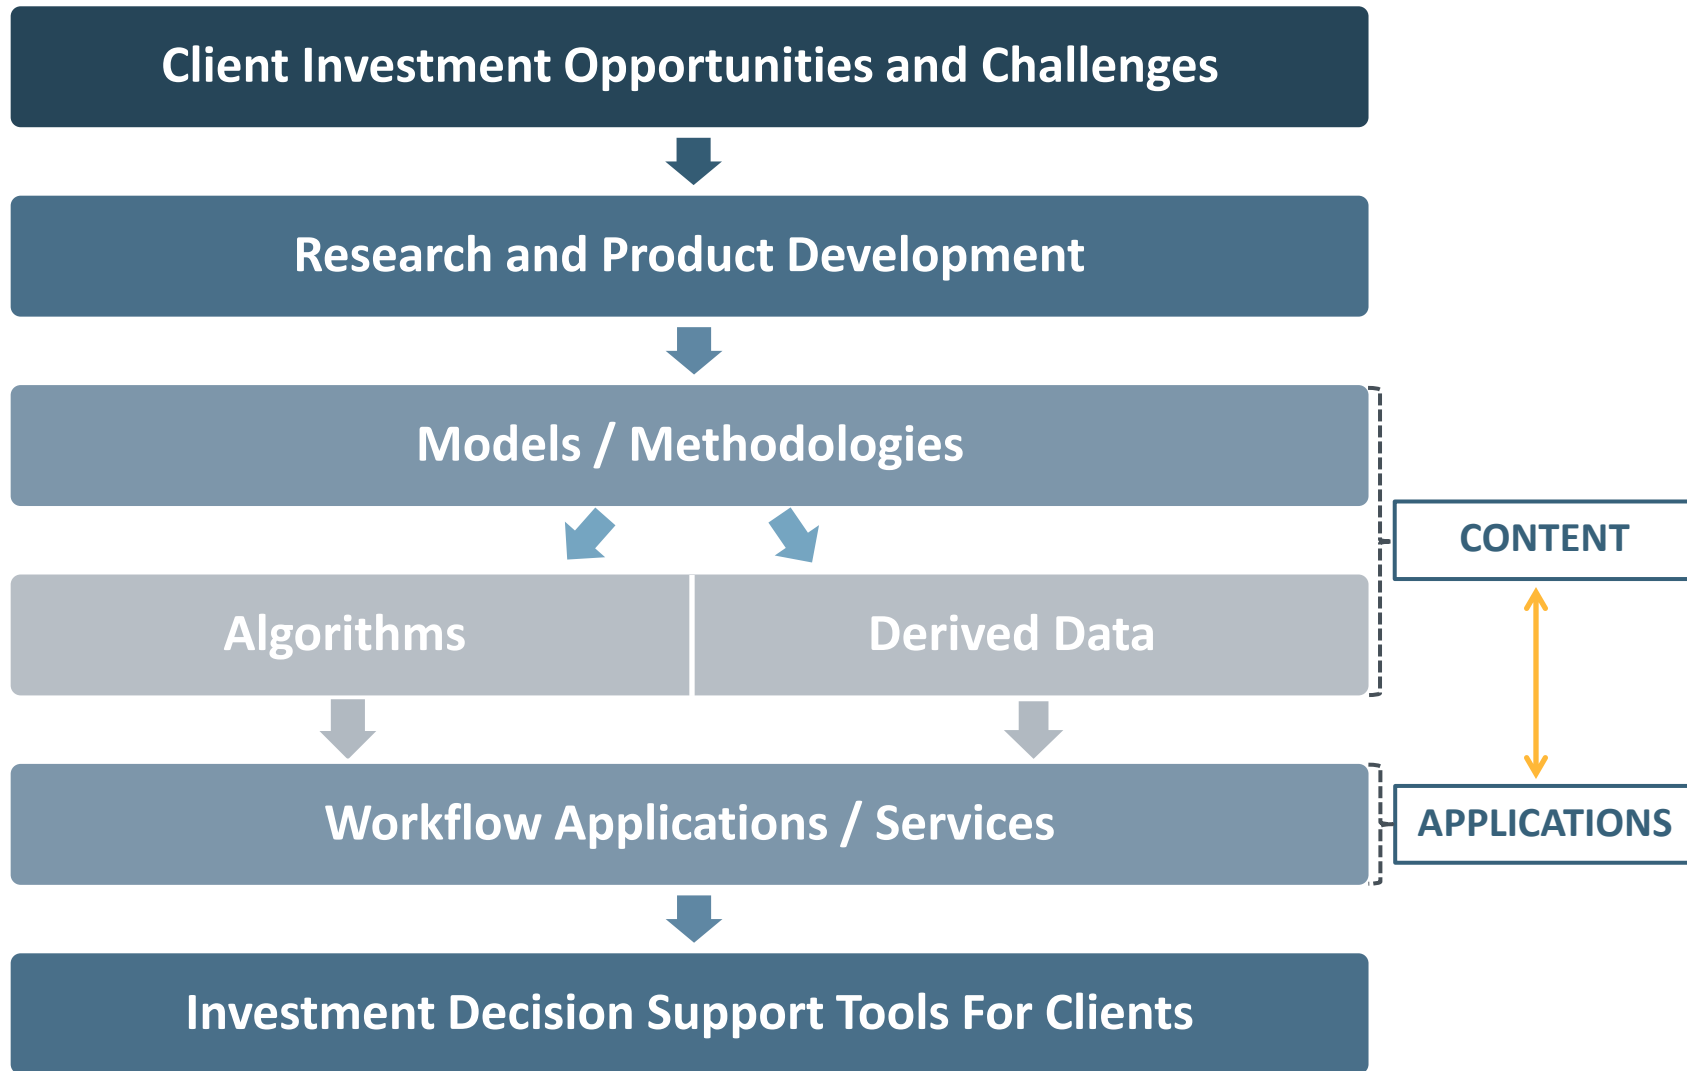 Client Investment Opportunities and Challenges
Research and Product Development
Models / Methodologies
CONTENT
Algorithms
Derived Data
Workflow Applications / Services
APPLICATIONS
Investment Decision Support Tools For Clients